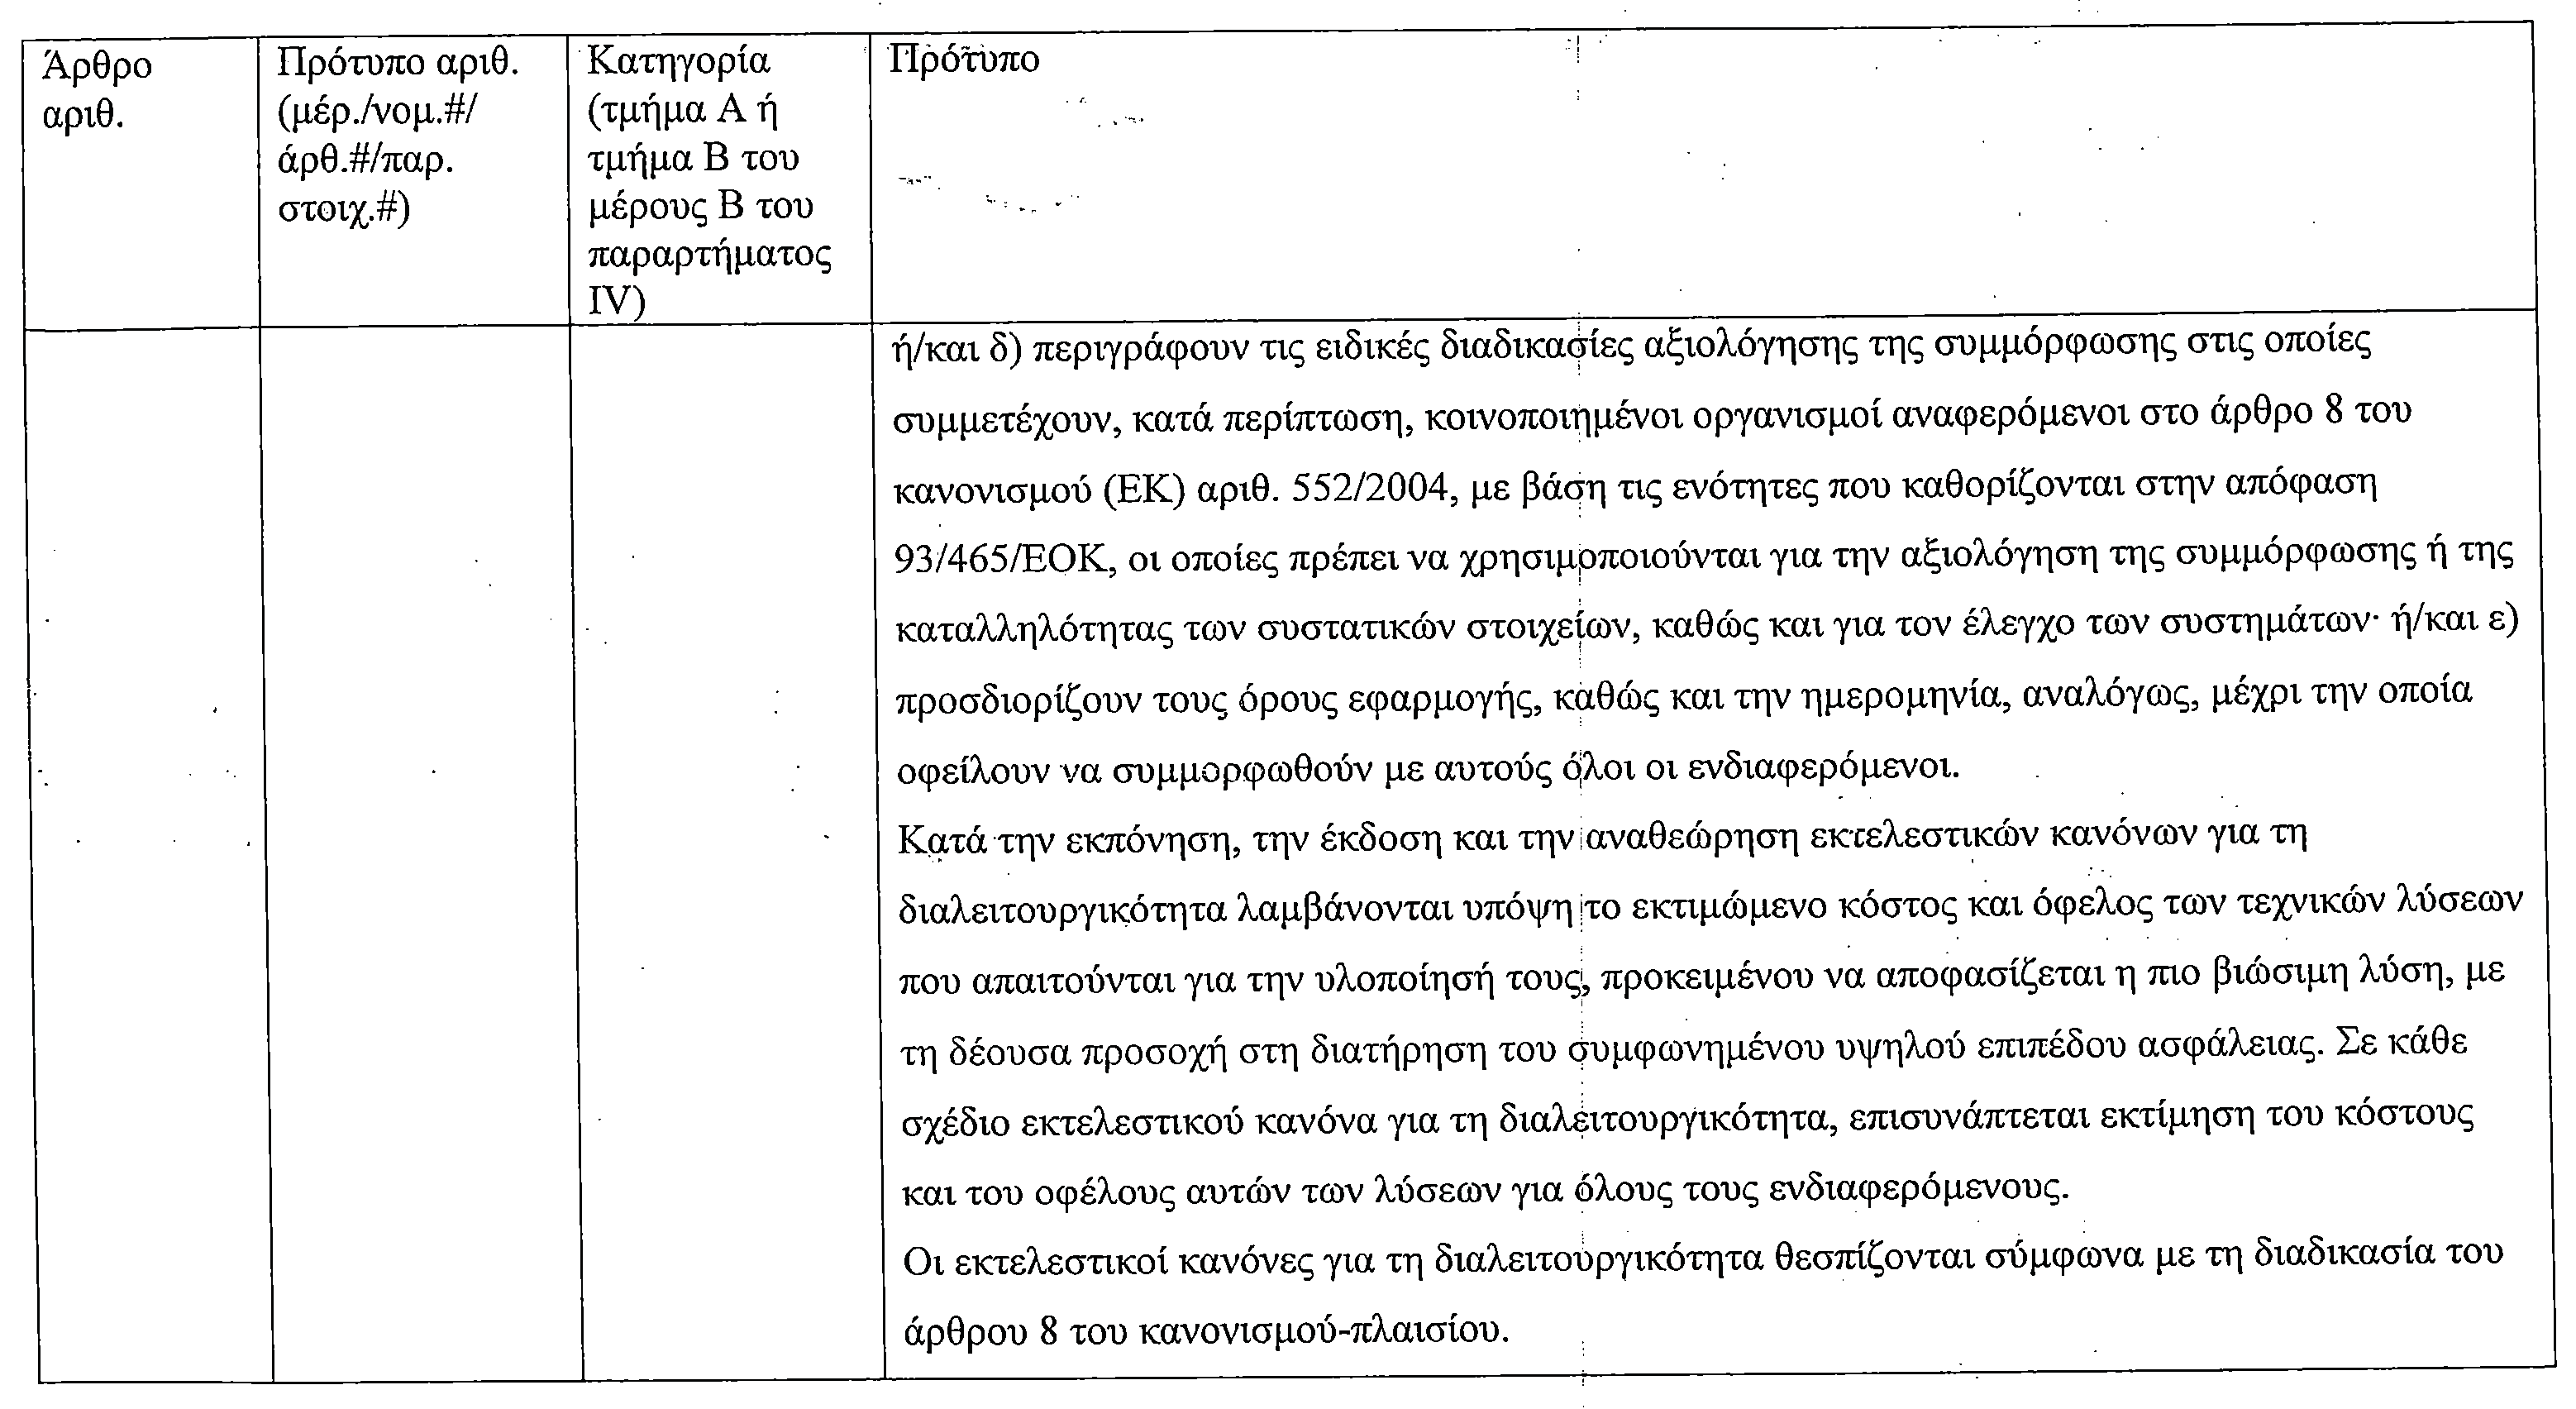 Άρθρο
αριθ.
Πρότυπο αριθ.
(μέρ./νομ.#/
άρθ.#/παρ.
στοιχ.#)
Κατηγορία
(τμήμα Α ή
τμήμα Β του
μέρους Β του
παραρτήματος
IV)
Πρότυπο
ή/και δ) περιγράφουν τις ειδικές διαδικασίες αξιολόγησης της συμμόρφωσης στις οποίες
συμμετέχουν, κατά περίπτωση, κοινοποιημένοι οργανισμοί αναφερόμενοι στο άρθρο 8 του
κανονισμού (ΕΚ) αριθ. 552/2004, με βάση τις ενότητες που καθορίζονται στην απόφαση
93/465/ΕΟΚ, οι οποίες πρέπει να χρησιμοποιούνται για την αξιολόγηση της συμμόρφωσης ή της
καταλληλότητας των συστατικών στοιχείων, καθώς και για τον έλεγχο των συστημάτων· ή/και ε)
προσδιορίζουν τους όρους εφαρμογής, καθώς και την ημερομηνία, αναλόγως, μέχρι την οποία
οφείλουν να συμμορφωθούν με αυτούς όλοι οι ενδιαφερόμενοι.
Κατά την εκπόνηση, την έκδοση και την αναθεώρηση εκτελεστικών κανόνων για τη
διαλειτουργικότητα λαμβάνονται υπόψη το εκτιμώμενο κόστος και όφελος των τεχνικών λύσεων
που απαιτούνται για την υλοποίησή τους, προκειμένου να αποφασίζεται η πιο βιώσιμη λύση, με
τη δέουσα προσοχή στη διατήρηση του συμφωνημένου υψηλού επιπέδου ασφάλειας. Σε κάθε
σχέδιο εκτελεστικού κανόνα για τη διαλειτουργικότητα, επισυνάπτεται εκτίμηση του κόστους
και του οφέλους αυτών των λύσεων για όλους τους ενδιαφερόμενους.
Οι εκτελεστικοί κανόνες για τη διαλειτουργικότητα θεσπίζονται σύμφωνα με τη διαδικασία του
άρθρου 8 του κανονισμού-πλαισίου.